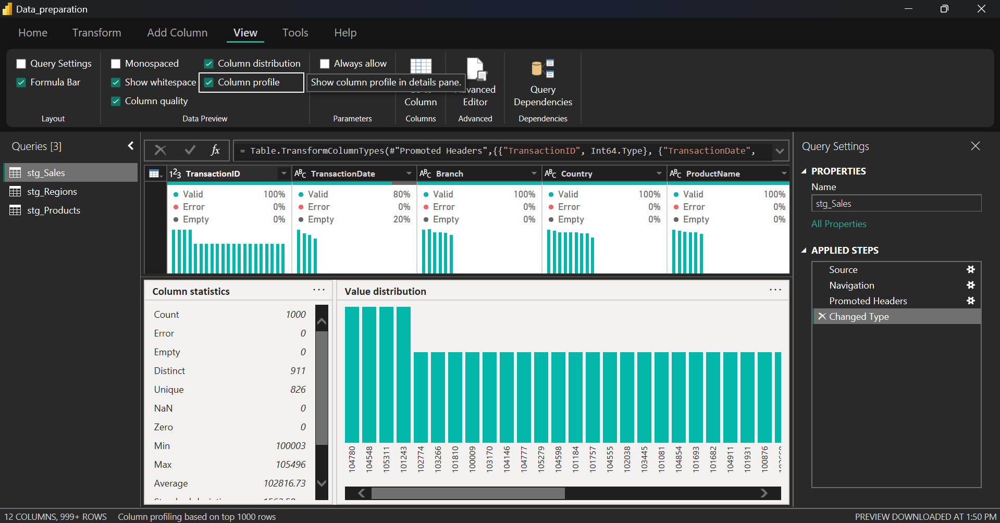 Data_preparation
Home Transform Add Column View Tools Help
Query Settings
Formula Bar
Layout
Monospaced
Show whitespace
Column quality
Column distribution
Column profile
Data Preview
Always allow
Show column profile in details pane.
Parameters
Column
Columns
Editor
Advanced
Query
Dependencies
Dependencies
Queries [3]
stg_Sales
stg_Regions
stg_Products
fx
= Table.TransformColumnTypes(#"Promoted Headers",{{"TransactionID", Int64.Type}, {"TransactionDate",
123 TransactionID ABC TransactionDate ABC Branch ABC Country ABC ProductName
Valid 100% Valid 80% Valid 100% Valid 100% Valid 100%
Error 0% Error 0% Error 0% Error 0% Error 0%
Empty 0% Empty 20% Empty 0% Empty 0% Empty 0%
Column statistics
Count 1000
Error 0
Empty 0
Distinct 911
Unique 826
NaN 0
Zero 0
Min 100003
Max 105496
Average 102816.73
Value distribution
104780 104548 105311 101243 102774 103266 101810 100009 103170 104146 104777 105279 104598 101184 101757 104555 102038 103445 101081 104854 101693 101682 104911 101931 100876
Query Settings
PROPERTIES
Name
stg_Sales
All Properties
APPLIED STEPS
Source
Navigation
Promoted Headers
Changed Type
12 COLUMNS, 999+ ROWS Column profiling based on top 1000 rows
PREVIEW DOWNLOADED AT 1:50 PM